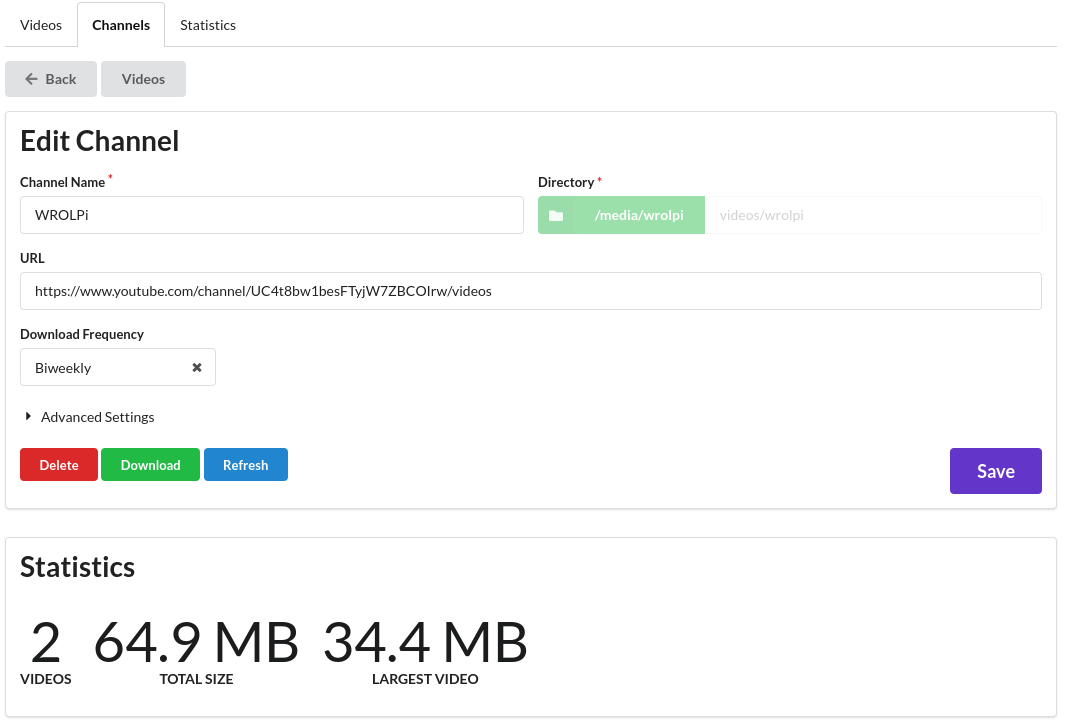 Videos Channels Statistics
Back Videos
Edit Channel
Channel Name * Directory *
WROLPi /media/wrolpi videos/wrolpi
URL
https://www.youtube.com/channel/UC4t8bw1besFTyjW7ZBCOIrw/videos
Download Frequency
Biweekly
Advanced Settings
Delete Download Refresh Save
Statistics
2 64.9 MB 34.4 MB
VIDEOS TOTAL SIZE LARGEST VIDEO